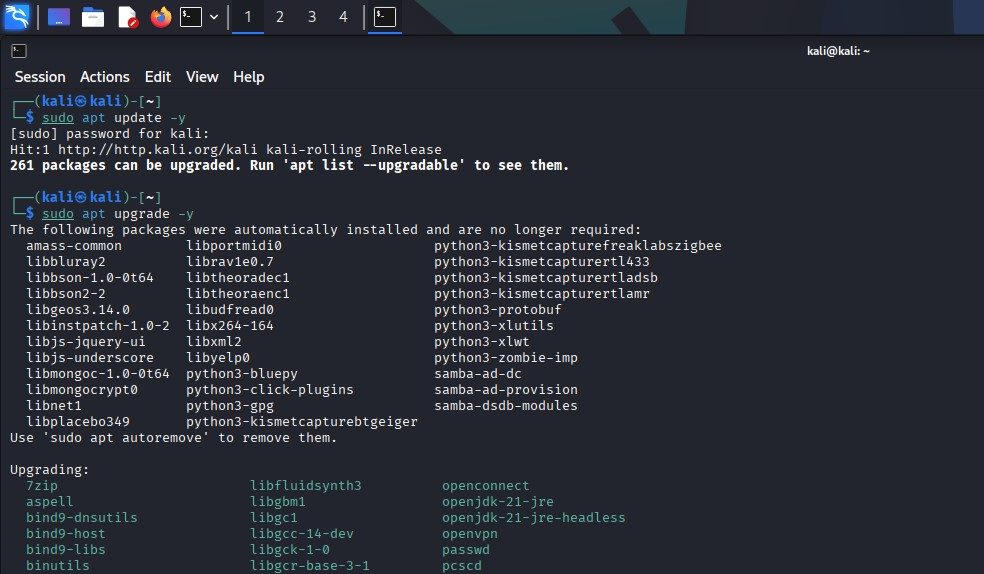 1 2 3 4
kali@kali: ~
Session Actions Edit View Help
┌──(kali㉿kali)-[~]
└─$ sudo apt update -y
[sudo] password for kali:
Hit:1 http://http.kali.org/kali kali-rolling InRelease
261 packages can be upgraded. Run 'apt list --upgradable' to see them.
┌──(kali㉿kali)-[~]
└─$ sudo apt upgrade -y
The following packages were automatically installed and are no longer required:
amass-common libportmidi0 python3-kismetcapturefreaklabszigbee
libbluray2 librav1e0.7 python3-kismetcapturertl433
libbson-1.0-0t64 libtheoradec1 python3-kismetcapturertladsb
libbson2-2 libtheoraenc1 python3-kismetcapturertlamr
libgeos3.14.0 libudfread0 python3-protobuf
libinstpatch-1.0-2 libx264-164 python3-xlutils
libjs-jquery-ui libxml2 python3-xlwt
libjs-underscore libyelp0 python3-zombie-imp
libmongoc-1.0-0t64 python3-bluepy samba-ad-dc
libmongocrypt0 python3-click-plugins samba-ad-provision
libnet1 python3-gpg samba-dsdb-modules
libplacebo349 python3-kismetcapturebtgeiger
Use 'sudo apt autoremove' to remove them.
Upgrading:
7zip libfluidsynth3 openconnect
aspell libgbm1 openjdk-21-jre
bind9-dnsutils libgc1 openjdk-21-jre-headless
bind9-host libgcc-14-dev openvpn
bind9-libs libgck-1-0 passwd
binutils libgcr-base-3-1 pcscd